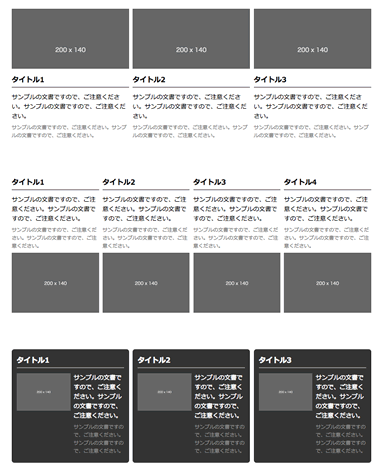 200 x 140
200 x 140
200 x 140
タイトル1
タイトル2
タイトル3
サンプルの文書ですので、ご注意くださ
い。サンプルの文書ですので、ご注意くださ
い。
サンプルの文書ですので、ご注意くださ
い。サンプルの文書ですので、ご注意くださ
い。
サンプルの文書ですので、ご注意くださ
い。サンプルの文書ですので、ご注意くださ
い。
サンプルの文書ですので、ご注意ください。サンプ
ルの文書ですので、ご注意ください。
サンプルの文書ですので、ご注意ください。サンプ
ルの文書ですので、ご注意ください。
サンプルの文書ですので、ご注意ください。サンプ
ルの文書ですので、ご注意ください。
タイトル1
タイトル2
タイトル3
タイトル4
サンプルの文書ですので、ご注
意ください。サンプルの文書で
すので、ご注意ください。
サンプルの文書ですので、ご注
意ください。サンプルの文書で
すので、ご注意ください。
サンプルの文書ですので、ご注
意ください。サンプルの文書で
すので、ご注意ください。
サンプルの文書ですので、ご注
意ください。サンプルの文書で
すので、ご注意ください。
サンプルの文書ですので、ご注意くだ
さい。サンプルの文書ですので、ご注
意ください。
サンプルの文書ですので、ご注意くだ
さい。サンプルの文書ですので、ご注
意ください。
サンプルの文書ですので、ご注意くだ
さい。サンプルの文書ですので、ご注
意ください。
サンプルの文書ですので、ご注意くだ
さい。サンプルの文書ですので、ご注
意ください。
200 x 140
200 x 140
200 x 140
200 x 140
タイトル1
200 x 140
サンプルの文書で
すので、ご注意く
ださい。サンプル
の文書ですので、
ご注意ください。
サンプルの文書ですの
で、ご注意ください。
サンプルの文書ですの
で、ご注意ください。
タイトル2
200 x 140
サンプルの文書で
すので、ご注意く
ださい。サンプル
の文書ですので、
ご注意ください。
サンプルの文書ですの
で、ご注意ください。
サンプルの文書ですの
で、ご注意ください。
タイトル3
200 x 140
サンプルの文書で
すので、ご注意く
ださい。サンプル
の文書ですので、
ご注意ください。
サンプルの文書ですの
で、ご注意ください。
サンプルの文書ですの
で、ご注意ください。